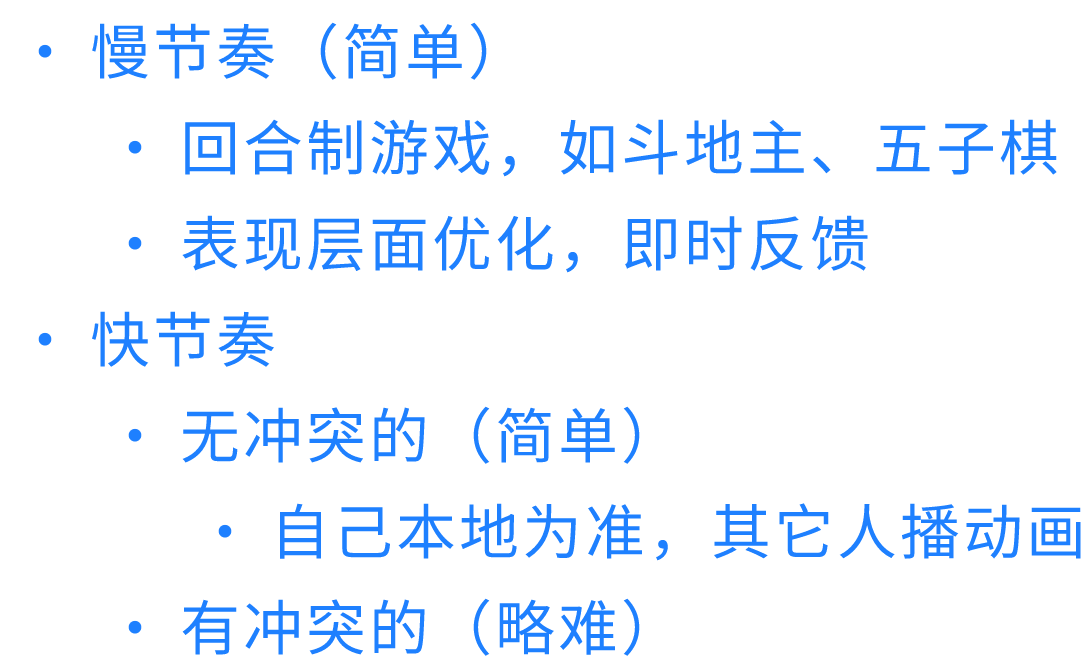 • 慢节奏（简单）
• 回合制游戏，如斗地主、五子棋
• 表现层面优化，即时反馈
• 快节奏
• 无冲突的（简单）
• 自己本地为准，其它人播动画
• 有冲突的（略难）